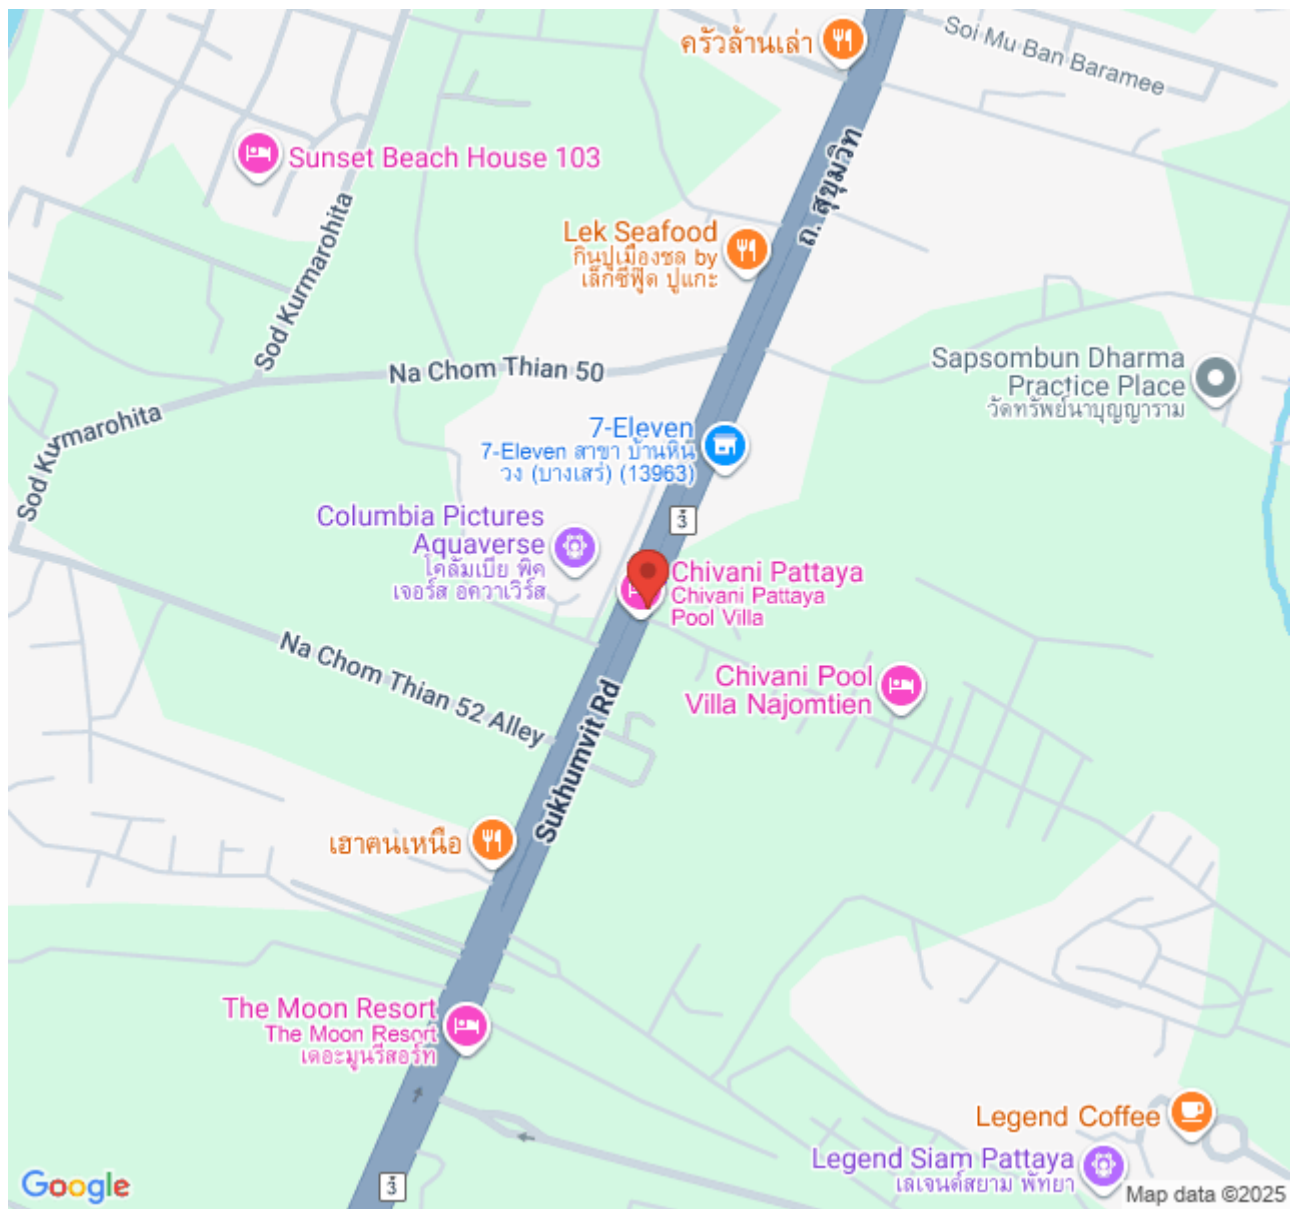 ครัวล้านเล่า
Soi Mu Ban Baramee
Sunset Beach House 103
ถ. สุขุมวิท
Sod Kurmarohita
Lek Seafood
กินปูเมืองชล by
เล็กซีฟู๊ด ปูแกะ
Na Chom Thian 50
Sapsombun Dharma
Practice Place
วัดทรัพย์นาบุญญาราม
Sod Kurmarohita
7-Eleven
7-Eleven สาขา บ้านหิน
วง (บางเสร่) (13963)
3
Columbia Pictures
Aquaverse
โคลัมเบีย พิค
เจอร์ส อควาเวิร์ส
Chivani Pattaya
Chivani Pattaya
Pool Villa
Na Chom Thian 52 Alley
Chivani Pool
Villa Najomtien
Sukhumvit Rd
เฮาฅนเหนือ
The Moon Resort
The Moon Resort
เดอะมูนรีสอร์ท
Legend Coffee
Legend Siam Pattaya
เลเจนด์สยาม พัทยา
3
Google
Map data ©2025